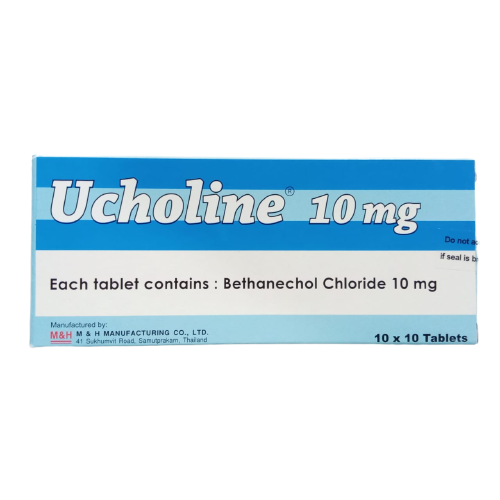 Ucholine® 10 mg
Do not
if seal is
Each tablet contains : Bethanechol Chloride 10 mg
Manufactured by:
M&H M & H MANUFACTURING CO., LTD.
41 Sukhumvit Road, Samutprakarn, Thailand
10 x 10 Tablets